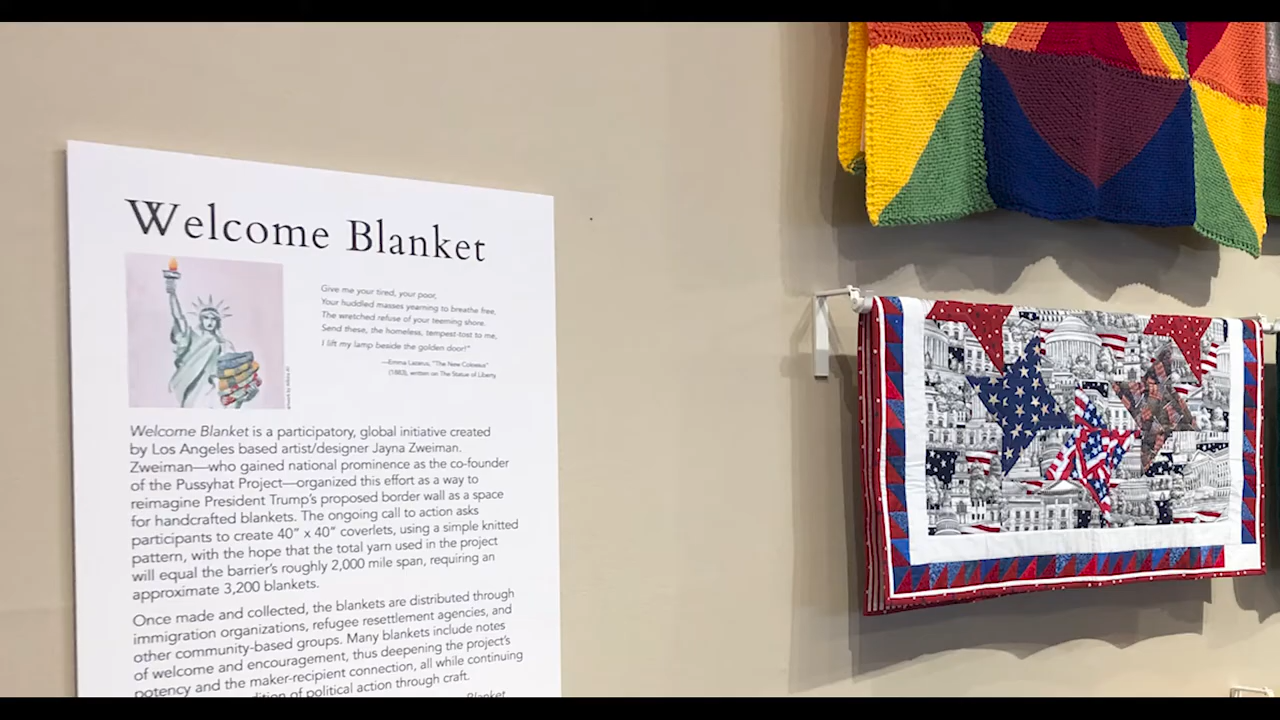 Welcome Blanket
Give me your tired, your poor,
Your huddled masses yearning to breathe free,
The wretched refuse of your teeming shore.
Send these, the homeless, tempest-tost to me,
I lift my lamp beside the golden door!"
—Emma Lazarus, "The New Colossus"
(1883), written on The Statue of Liberty
Welcome Blanket is a participatory, global initiative created
by Los Angeles based artist/designer Jayna Zweiman.
Zweiman—who gained national prominence as the co-founder
of the Pussyhat Project—organized this effort as a way to
reimagine President Trump's proposed border wall as a space
for handcrafted blankets. The ongoing call to action asks
participants to create 40" x 40" coverlets, using a simple knitted
pattern, with the hope that the total yarn used in the project
will equal the barrier's roughly 2,000 mile span, requiring an
approximate 3,200 blankets.
Once made and collected, the blankets are distributed through
immigration organizations, refugee resettlement agencies, and
other community-based groups. Many blankets include notes
of welcome and encouragement, thus deepening the project's
potency and the maker-recipient connection, all while continuing
of political action through craft.
Blanket